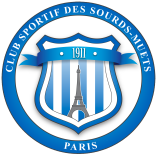 CLUB SPORTIF DES SOURDS-MUETS
1911
PARIS